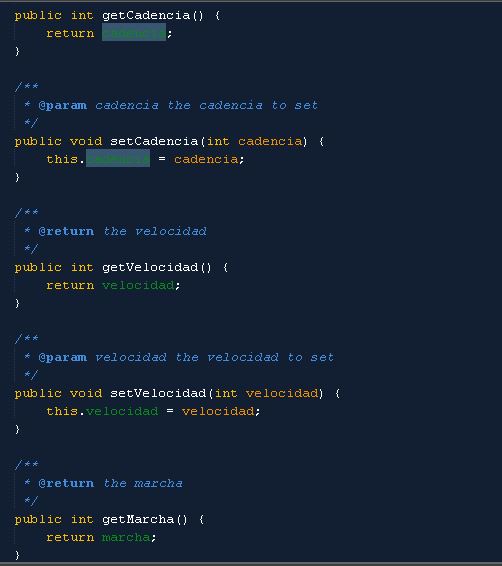 public int getCadencia() {
return cadencia;
}
/**
* @param cadencia the cadencia to set
*/
public void setCadencia(int cadencia) {
this.cadencia = cadencia;
}
/**
* @return the velocidad
*/
public int getVelocidad() {
return velocidad;
}
/**
* @param velocidad the velocidad to set
*/
public void setVelocidad(int velocidad) {
this.velocidad = velocidad;
}
/**
* @return the marcha
*/
public int getMarcha() {
return marcha;
}